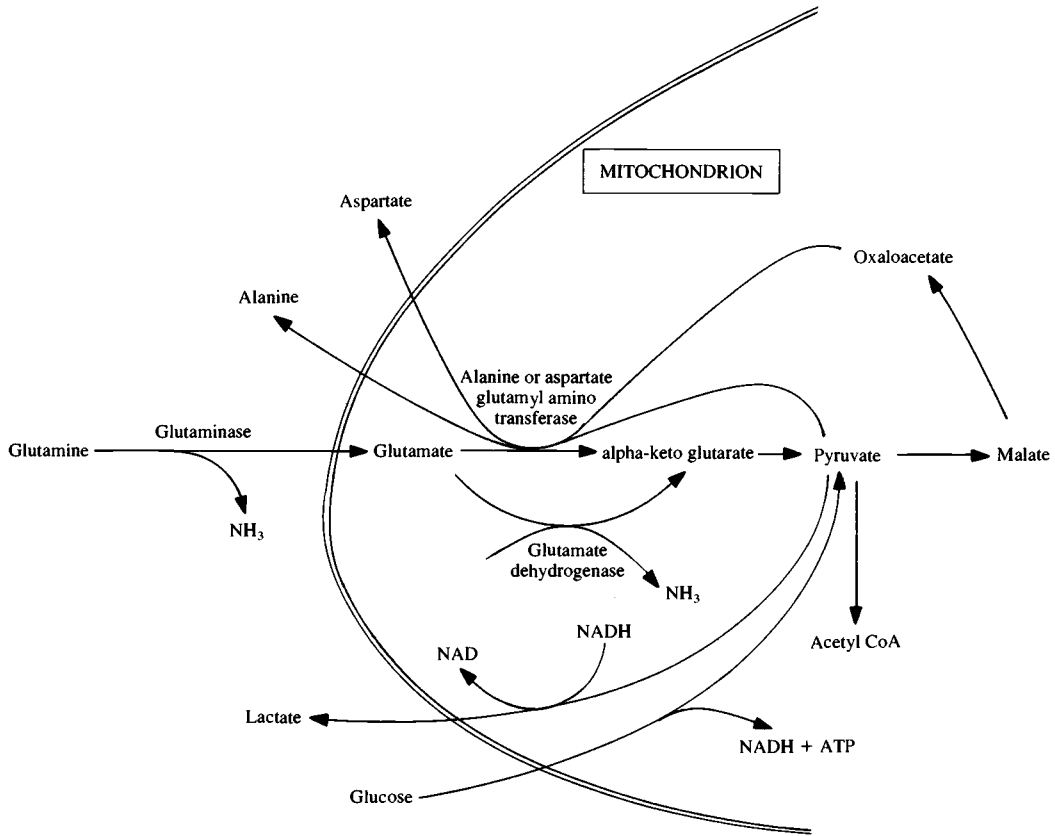 MITOCHONDRION
Aspartate
Oxaloacetate
Alanine
Alanine or aspartate
glutamyl amino
transferase
Glutamine
Glutaminase
Glutamate
alpha-keto glutarate
Pyruvate
Malate
NH₃
Glutamate
dehydrogenase
NH₃
NADH
NAD
Acetyl CoA
Lactate
NADH + ATP
Glucose